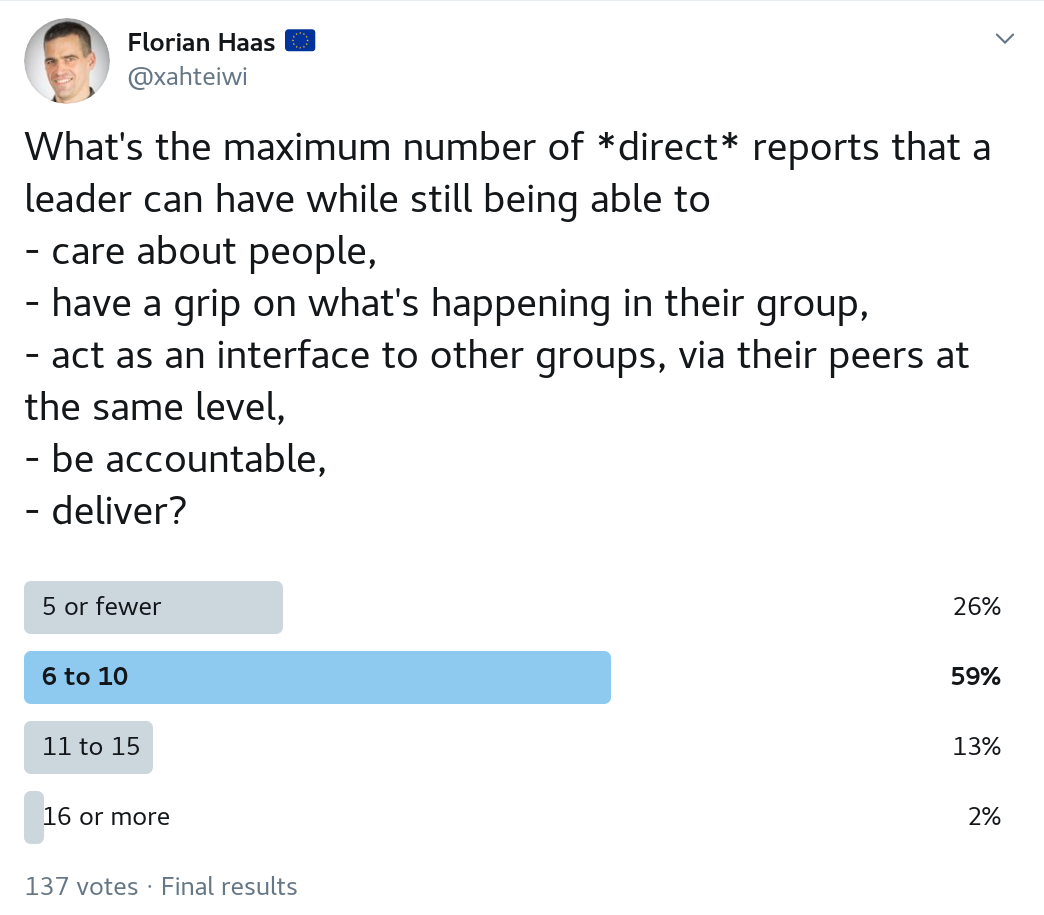 Florian Haas 🇪🇺
@xahteiwi
What's the maximum number of *direct* reports that a
leader can have while still being able to
- care about people,
- have a grip on what's happening in their group,
- act as an interface to other groups, via their peers at
the same level,
- be accountable,
- deliver?
5 or fewer 26%
6 to 10 59%
11 to 15 13%
16 or more 2%
137 votes · Final results